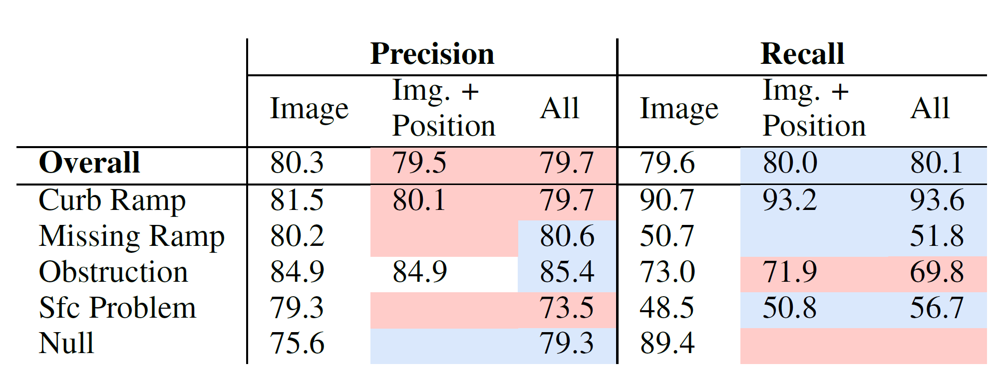 Precision Recall
Image Img. + Position All Image Img. + Position All
Overall 80.3 79.5 79.7 79.6 80.0 80.1
Curb Ramp 81.5 80.1 79.7 90.7 93.2 93.6
Missing Ramp 80.2 80.6 50.7 51.8
Obstruction 84.9 84.9 85.4 73.0 71.9 69.8
Sfc Problem 79.3 73.5 48.5 50.8 56.7
Null 75.6 79.3 89.4